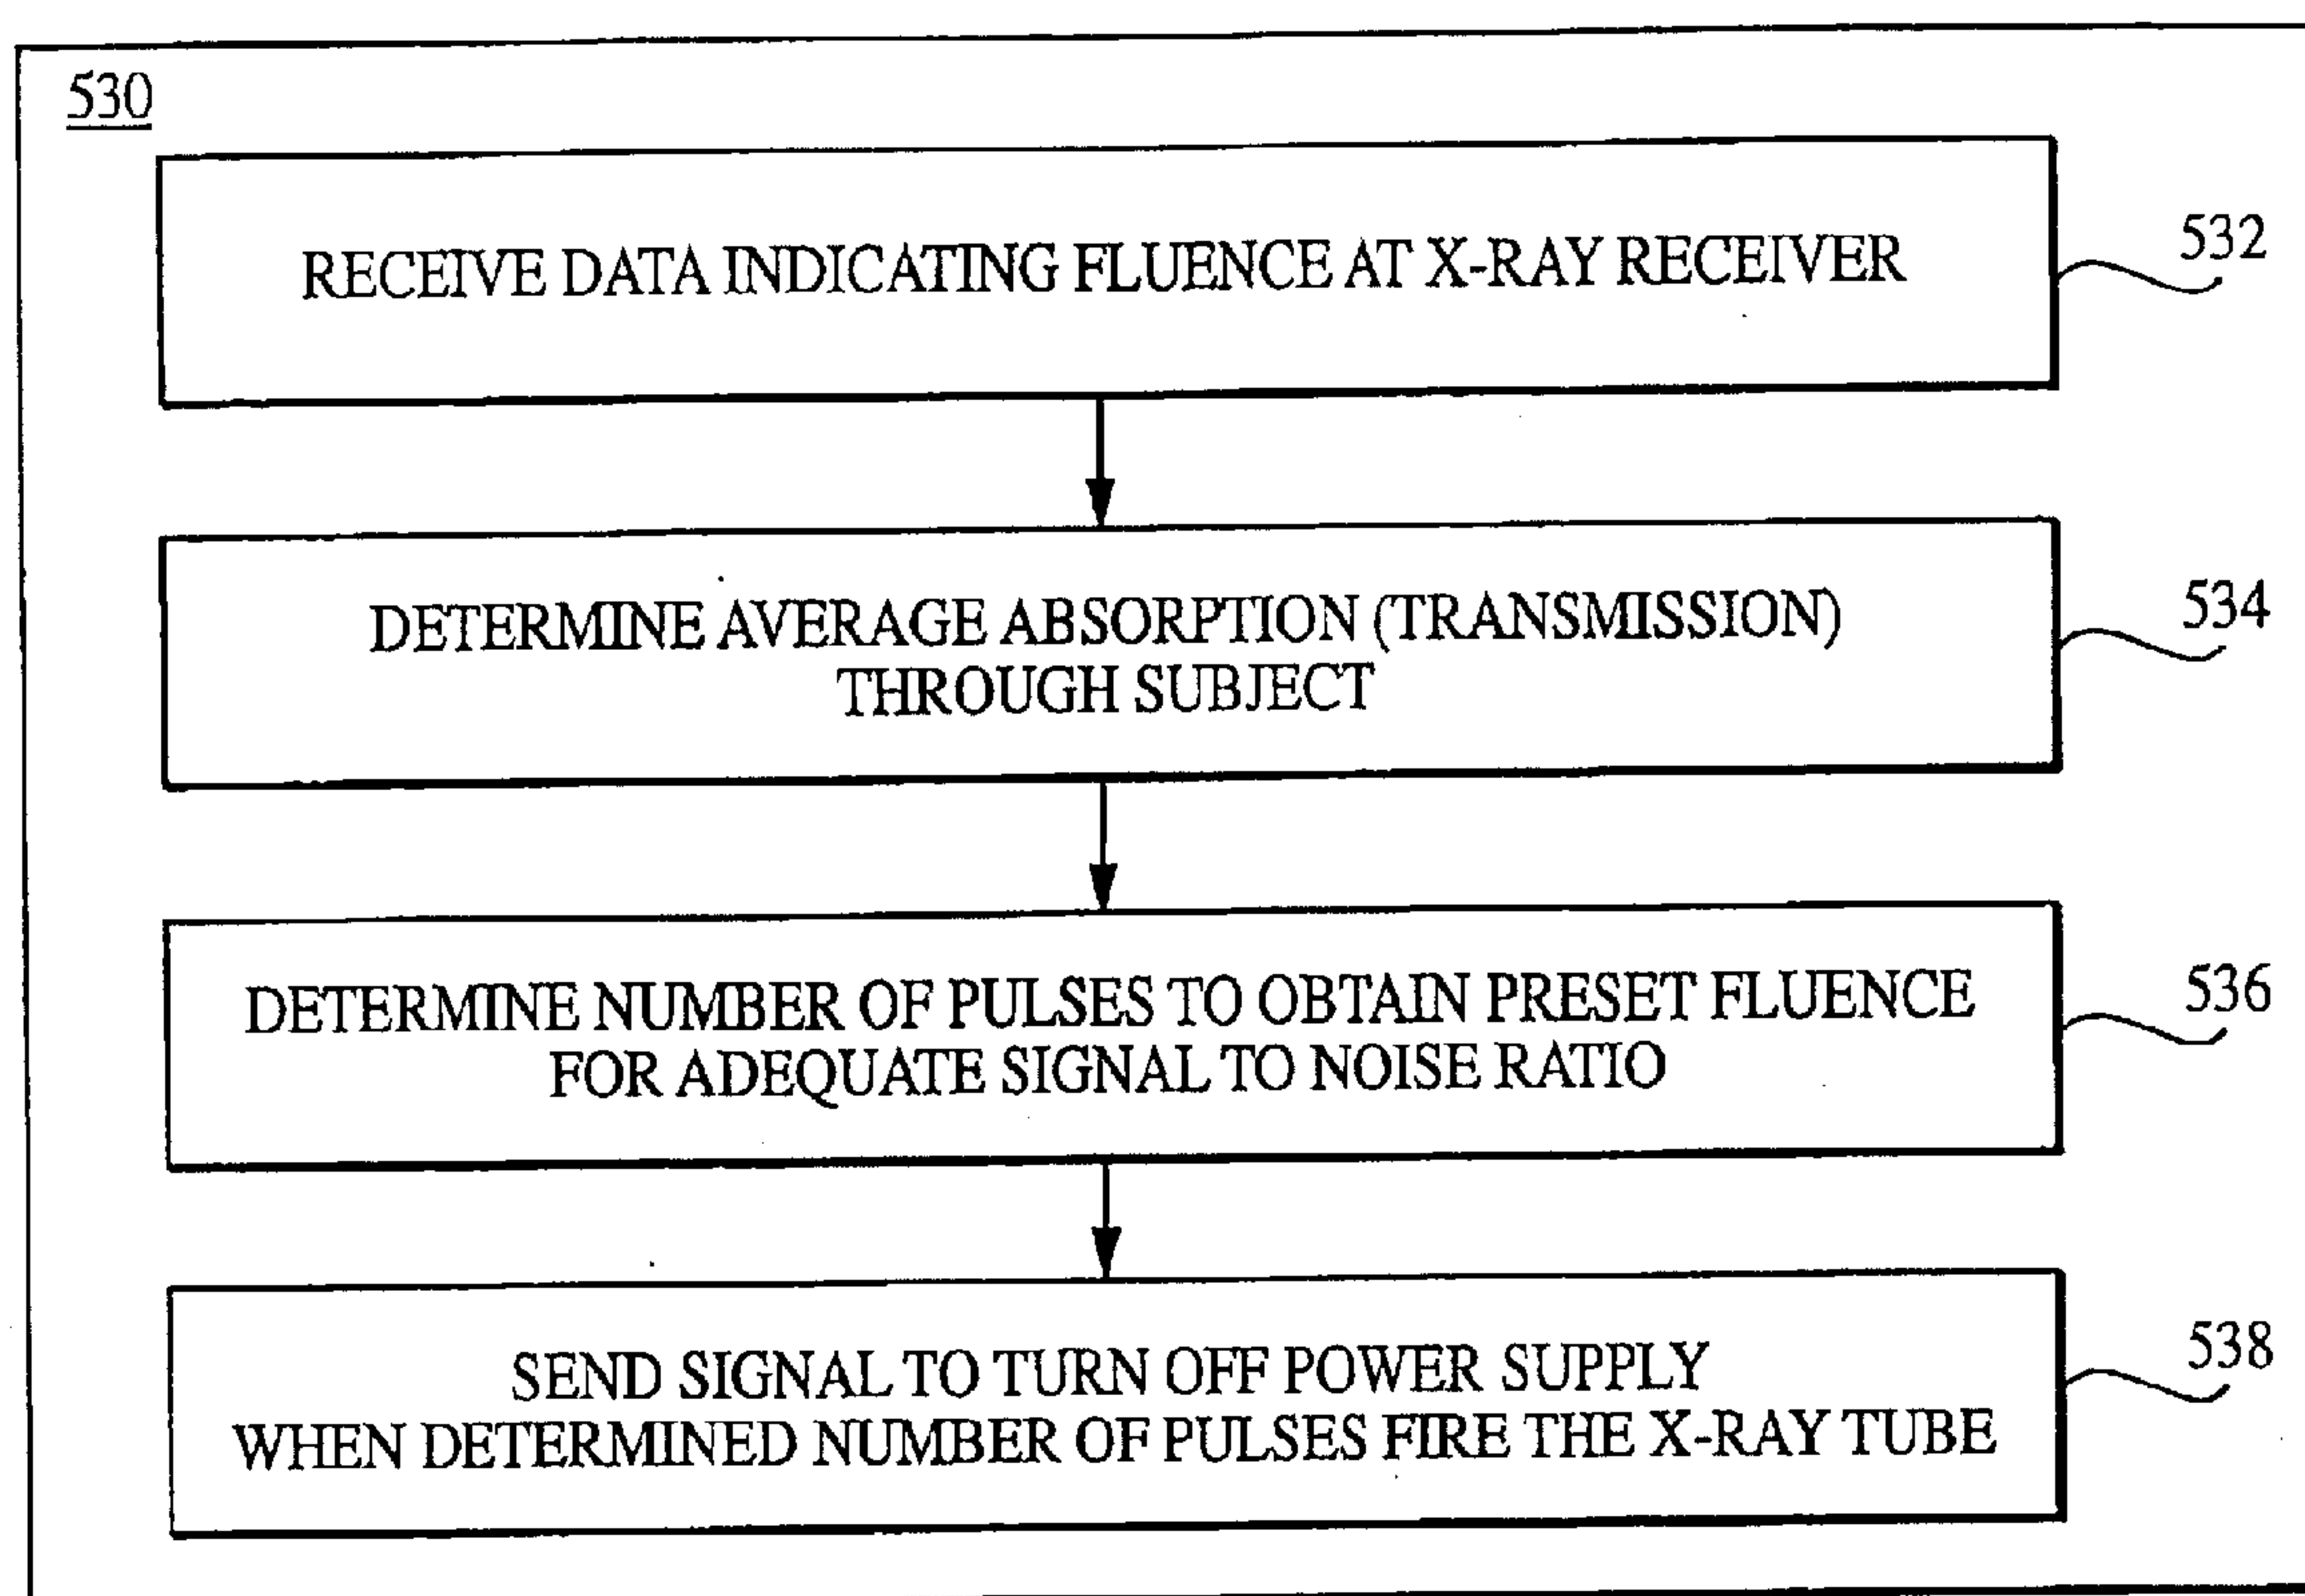 530
RECEIVE DATA INDICATING FLUENCE AT X-RAY RECEIVER
532
DETERMINE AVERAGE ABSORPTION (TRANSMISSION)
THROUGH SUBJECT
534
DETERMINE NUMBER OF PULSES TO OBTAIN PRESET FLUENCE
FOR ADEQUATE SIGNAL TO NOISE RATIO
536
SEND SIGNAL TO TURN OFF POWER SUPPLY
WHEN DETERMINED NUMBER OF PULSES FIRE THE X-RAY TUBE
538